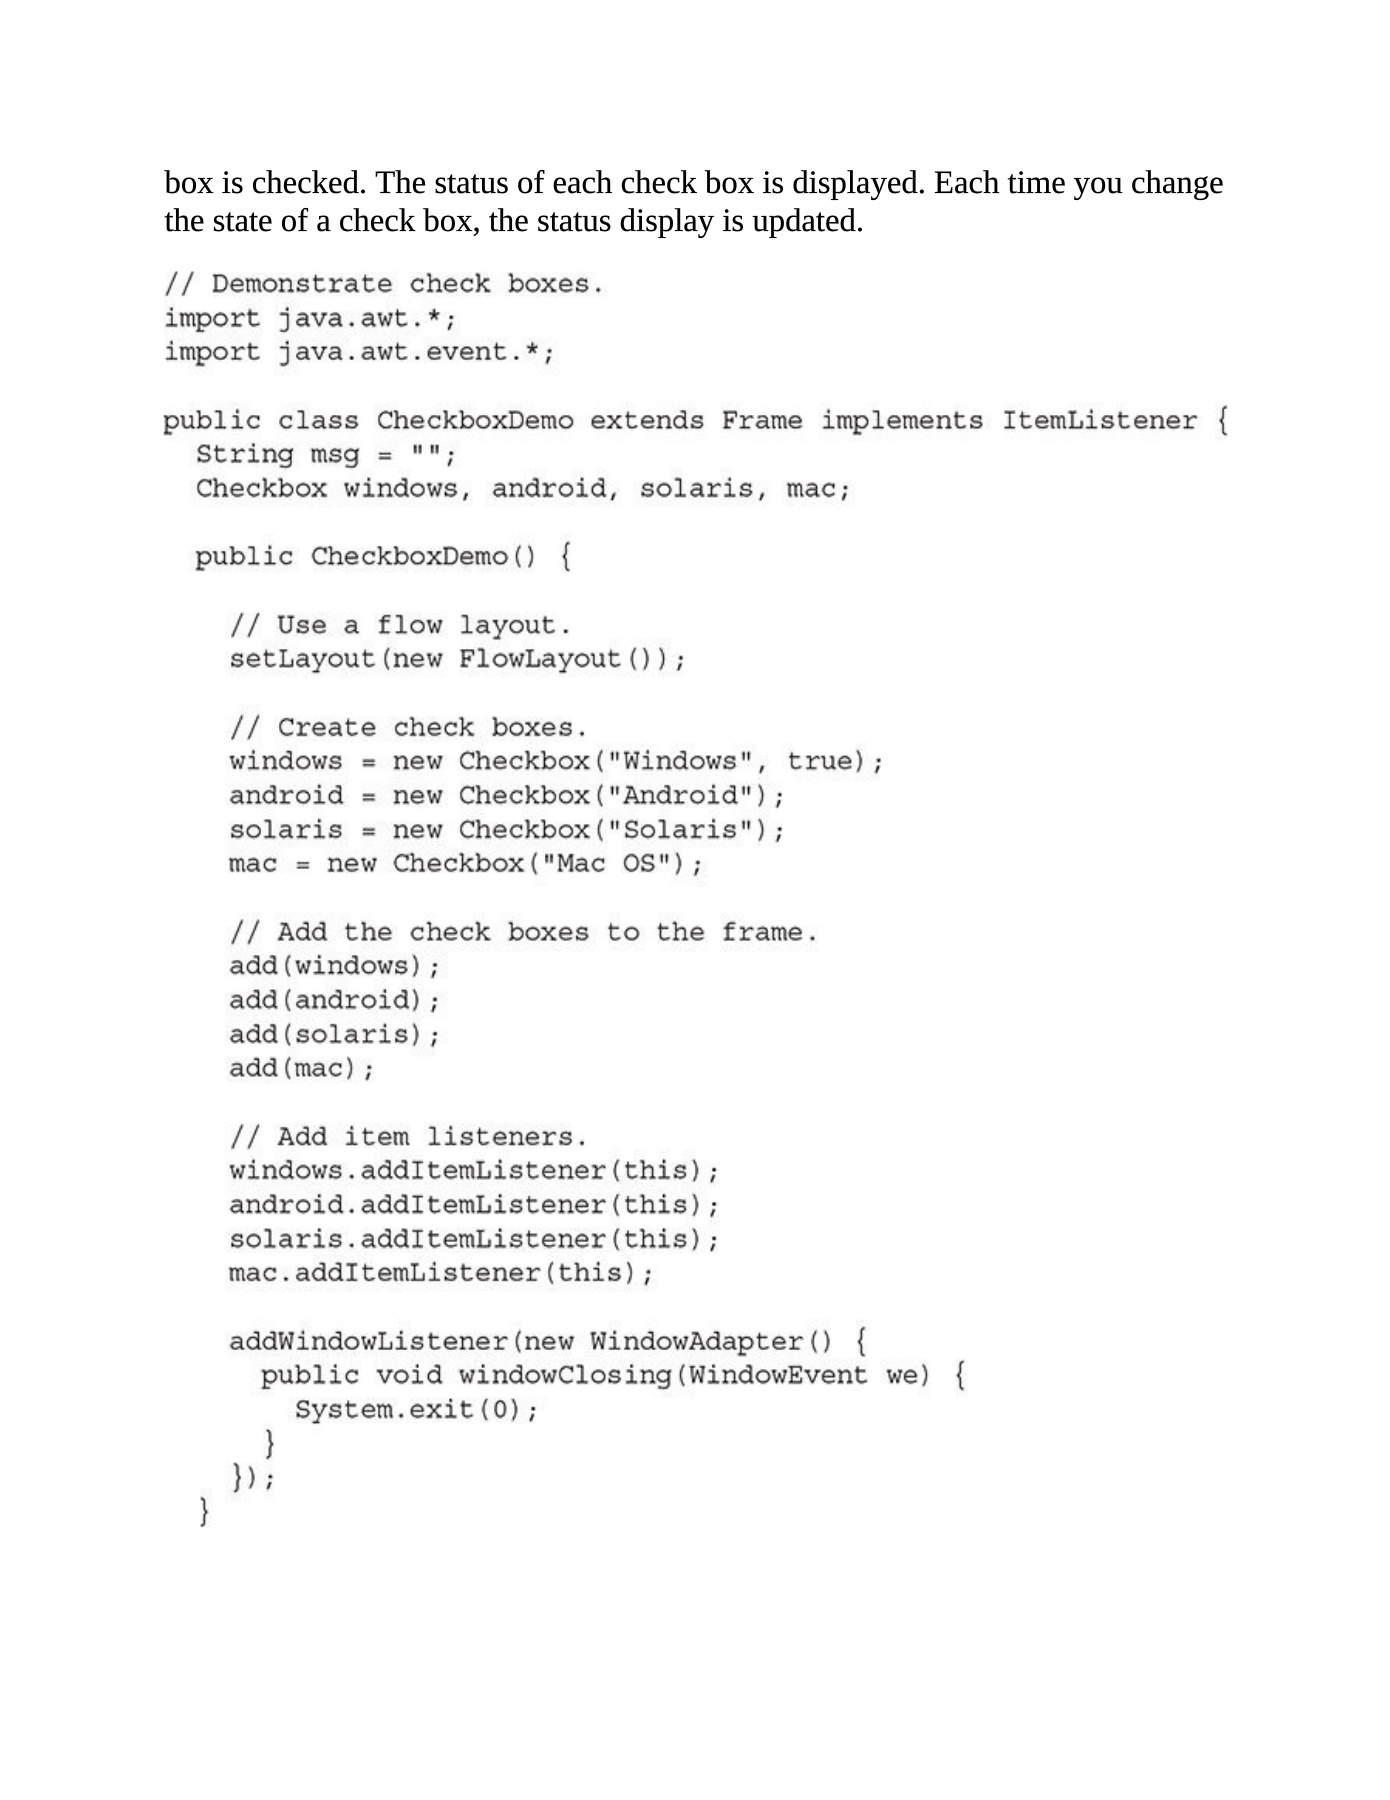 box is checked. The status of each check box is displayed. Each time you change
the state of a check box, the status display is updated.
// Demonstrate check boxes.
import java.awt.*;
import java.awt.event.*;
public class CheckboxDemo extends Frame implements ItemListener {
String msg = "";
Checkbox windows, android, solaris, mac;
public CheckboxDemo() {
// Use a flow layout.
setLayout(new FlowLayout());
// Create check boxes.
windows = new Checkbox("Windows", true);
android = new Checkbox("Android");
solaris = new Checkbox("Solaris");
mac = new Checkbox("Mac OS");
// Add the check boxes to the frame.
add(windows);
add(android);
add(solaris);
add(mac);
// Add item listeners.
windows.addItemListener(this);
android.addItemListener(this);
solaris.addItemListener(this);
mac.addItemListener(this);
addWindowListener(new WindowAdapter() {
public void windowClosing(WindowEvent we) {
System.exit(0);
}
});
}